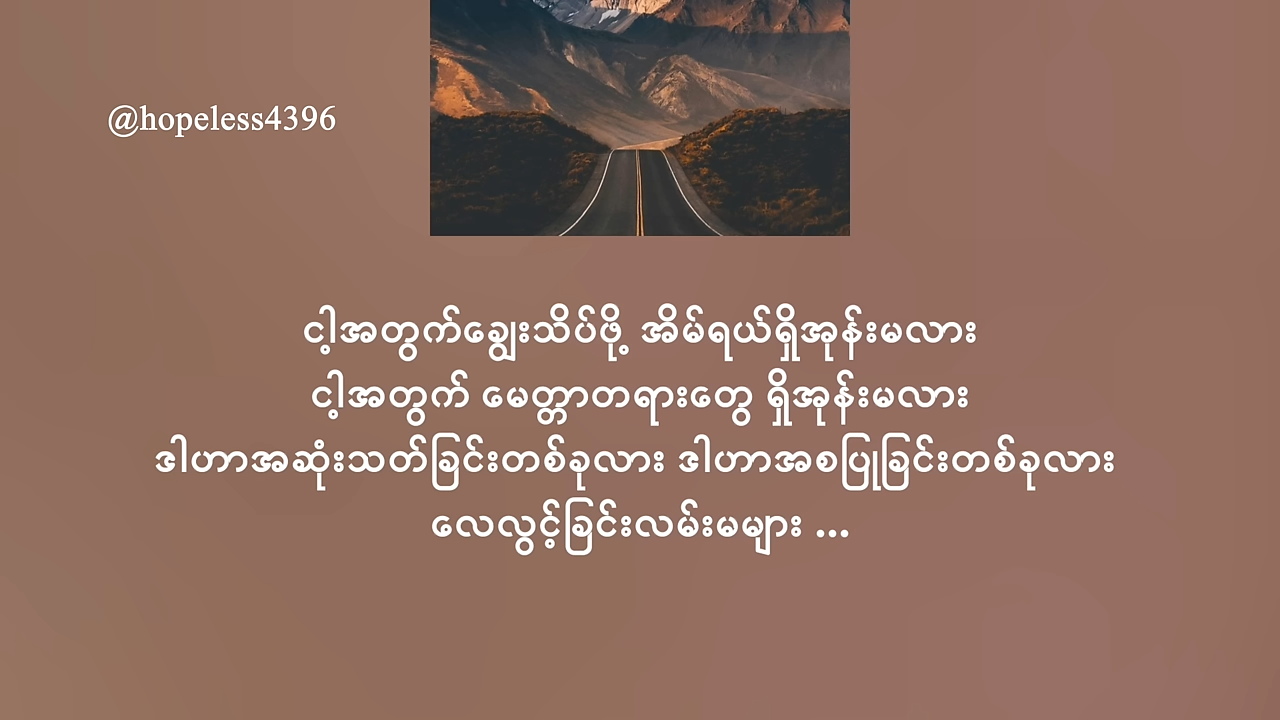 @hopeless4396
ငါ့အတွက်ချွေးသိပ်ဖို့ အိမ်ရယ်ရှိအုန်းမလား
ငါ့အတွက် မေတ္တာတရားတွေ ရှိအုန်းမလား
ဒါဟာအဆုံးသတ်ခြင်းတစ်ခုလား ဒါဟာအစပြုခြင်းတစ်ခုလား
လေလွင့်ခြင်းလမ်းမများ ...